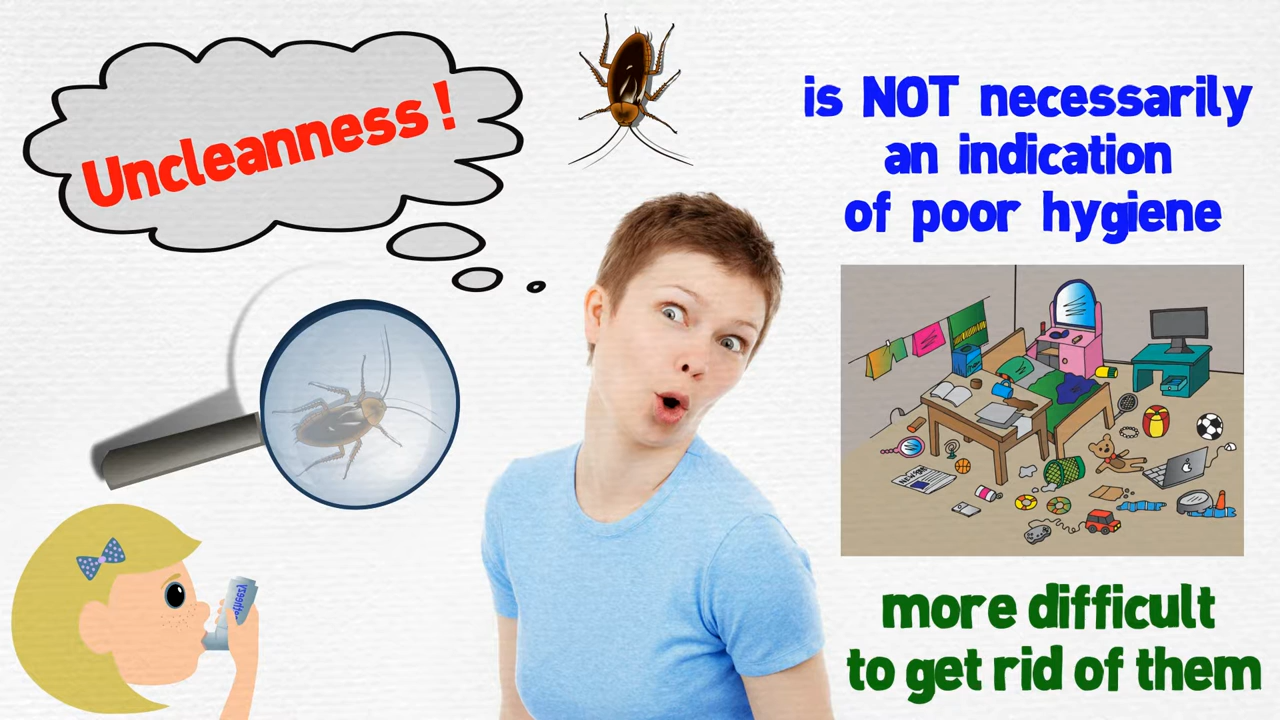 Uncleanness !
is NOT necessarily
an indication
of poor hygiene
more difficult
to get rid of them